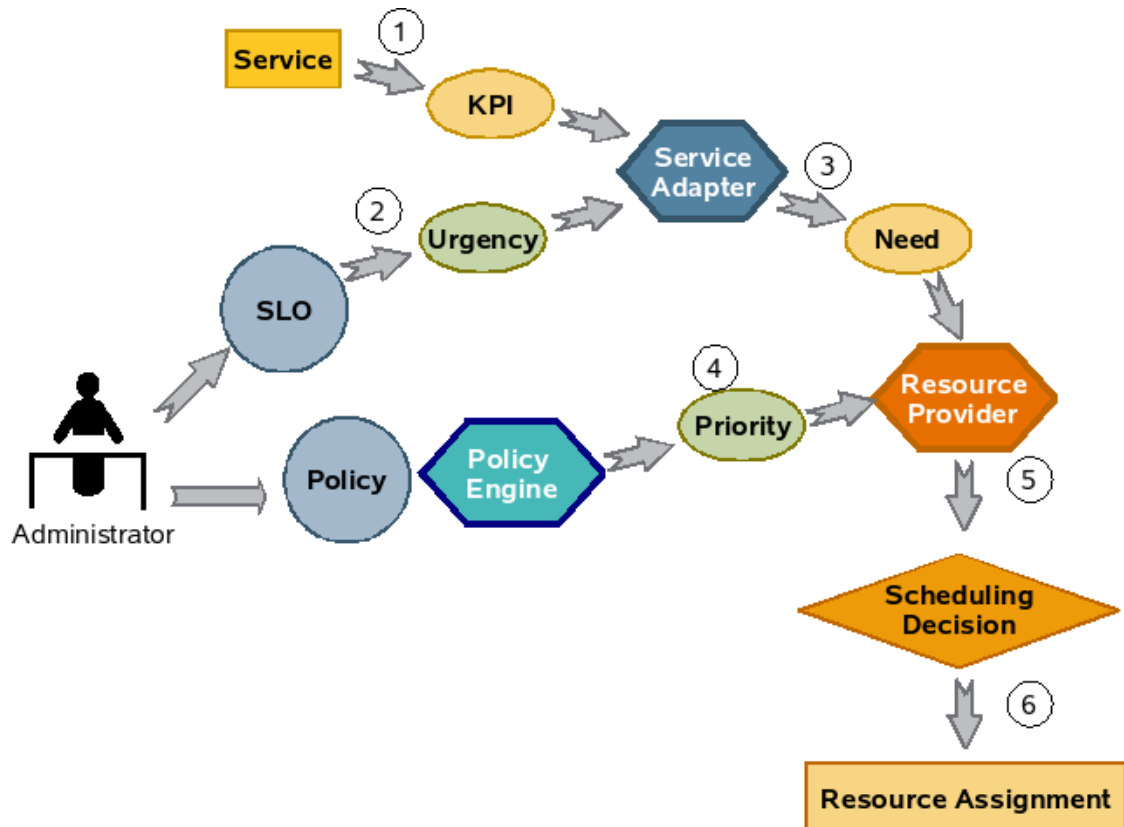 1
Service
KPI
Service
Adapter
3
2
Urgency
Need
SLO
4
Resource
Provider
Priority
Policy
Policy
Engine
5
Administrator
Scheduling
Decision
6
Resource Assignment